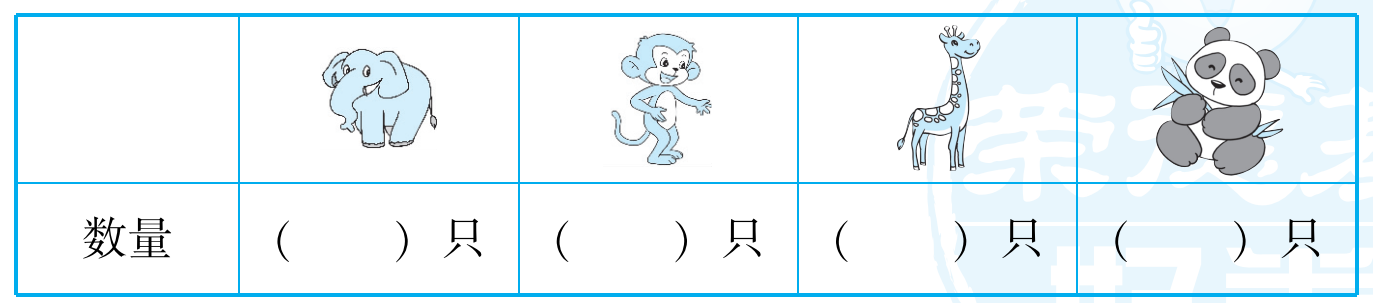 数量 ( ) 只 ( ) 只 ( ) 只 ( ) 只